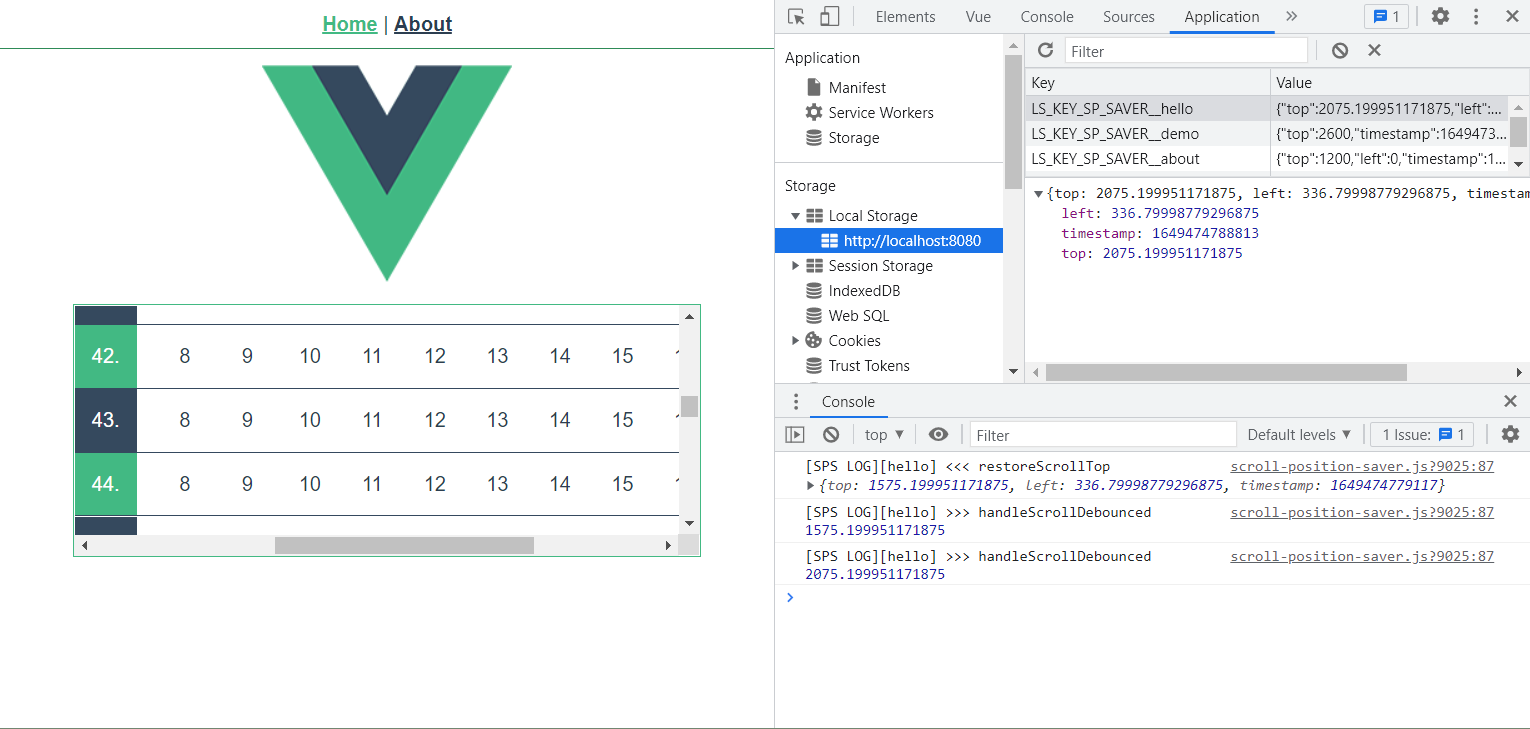 Home | About
42. 8 9 10 11 12 13 14 15
43. 8 9 10 11 12 13 14 15
44. 8 9 10 11 12 13 14 15
Elements Vue Console Sources Application 1
Application
Manifest
Service Workers
Storage
Storage
Local Storage
http://localhost:8080
Session Storage
IndexedDB
Web SQL
Cookies
Trust Tokens
Filter
Key Value
LS_KEY_SP_SAVER__hello {"top":2075.199951171875,"left":...
LS_KEY_SP_SAVER__demo {"top":2600,"timestamp":1649473...
LS_KEY_SP_SAVER__about {"top":1200,"left":0,"timestamp":1...
{top: 2075.199951171875, left: 336.79998779296875, timestam
left: 336.79998779296875
timestamp: 1649474788813
top: 2075.199951171875
Console
top ▼ Filter Default levels ▼ 1 Issue: 1
[SPS LOG][hello] <<< restoreScrollTop scroll-position-saver.js?9025:87
{top: 1575.199951171875, left: 336.79998779296875, timestamp: 1649474779117}
[SPS LOG][hello] >>> handleScrollDebounced scroll-position-saver.js?9025:87
1575.199951171875
[SPS LOG][hello] >>> handleScrollDebounced scroll-position-saver.js?9025:87
2075.199951171875